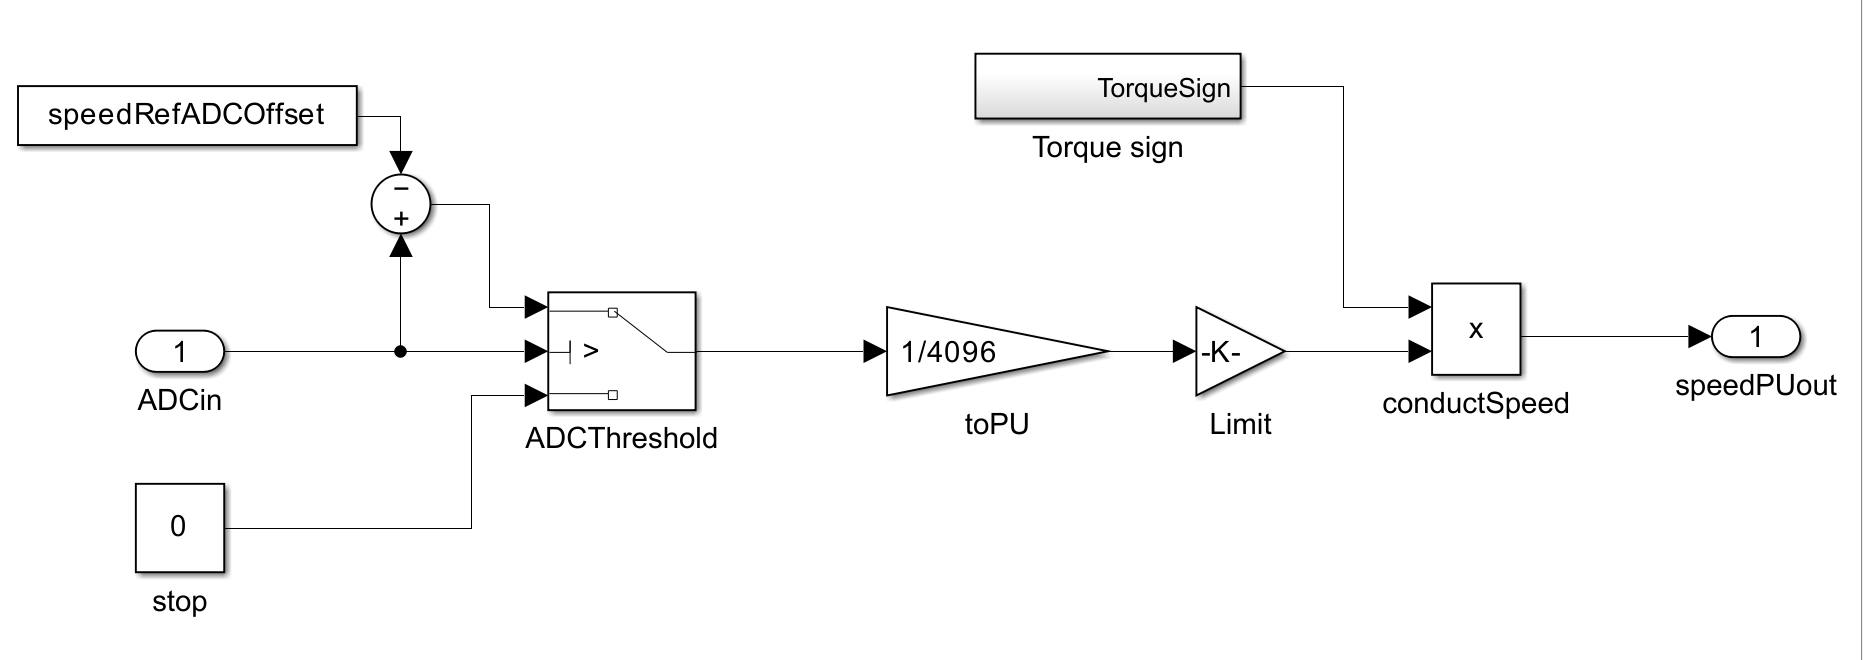 TorqueSign
speedRefADCOffset
Torque sign
−
+
1
ADCin
>
ADCThreshold
1/4096
toPU
-K-
Limit
x
conductSpeed
1
speedPUout
0
stop